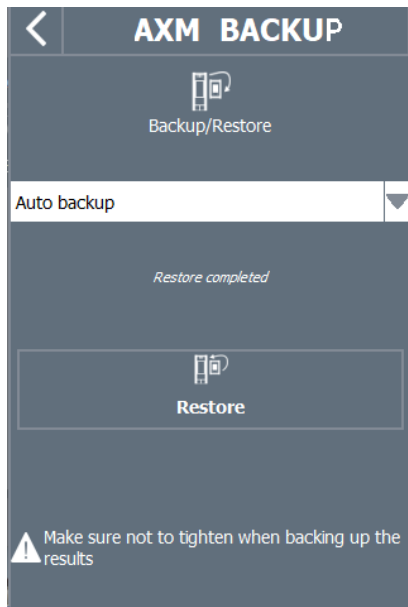 AXM BACKUP
Backup/Restore
Auto backup
Restore completed
Restore
Make sure not to tighten when backing up the
results